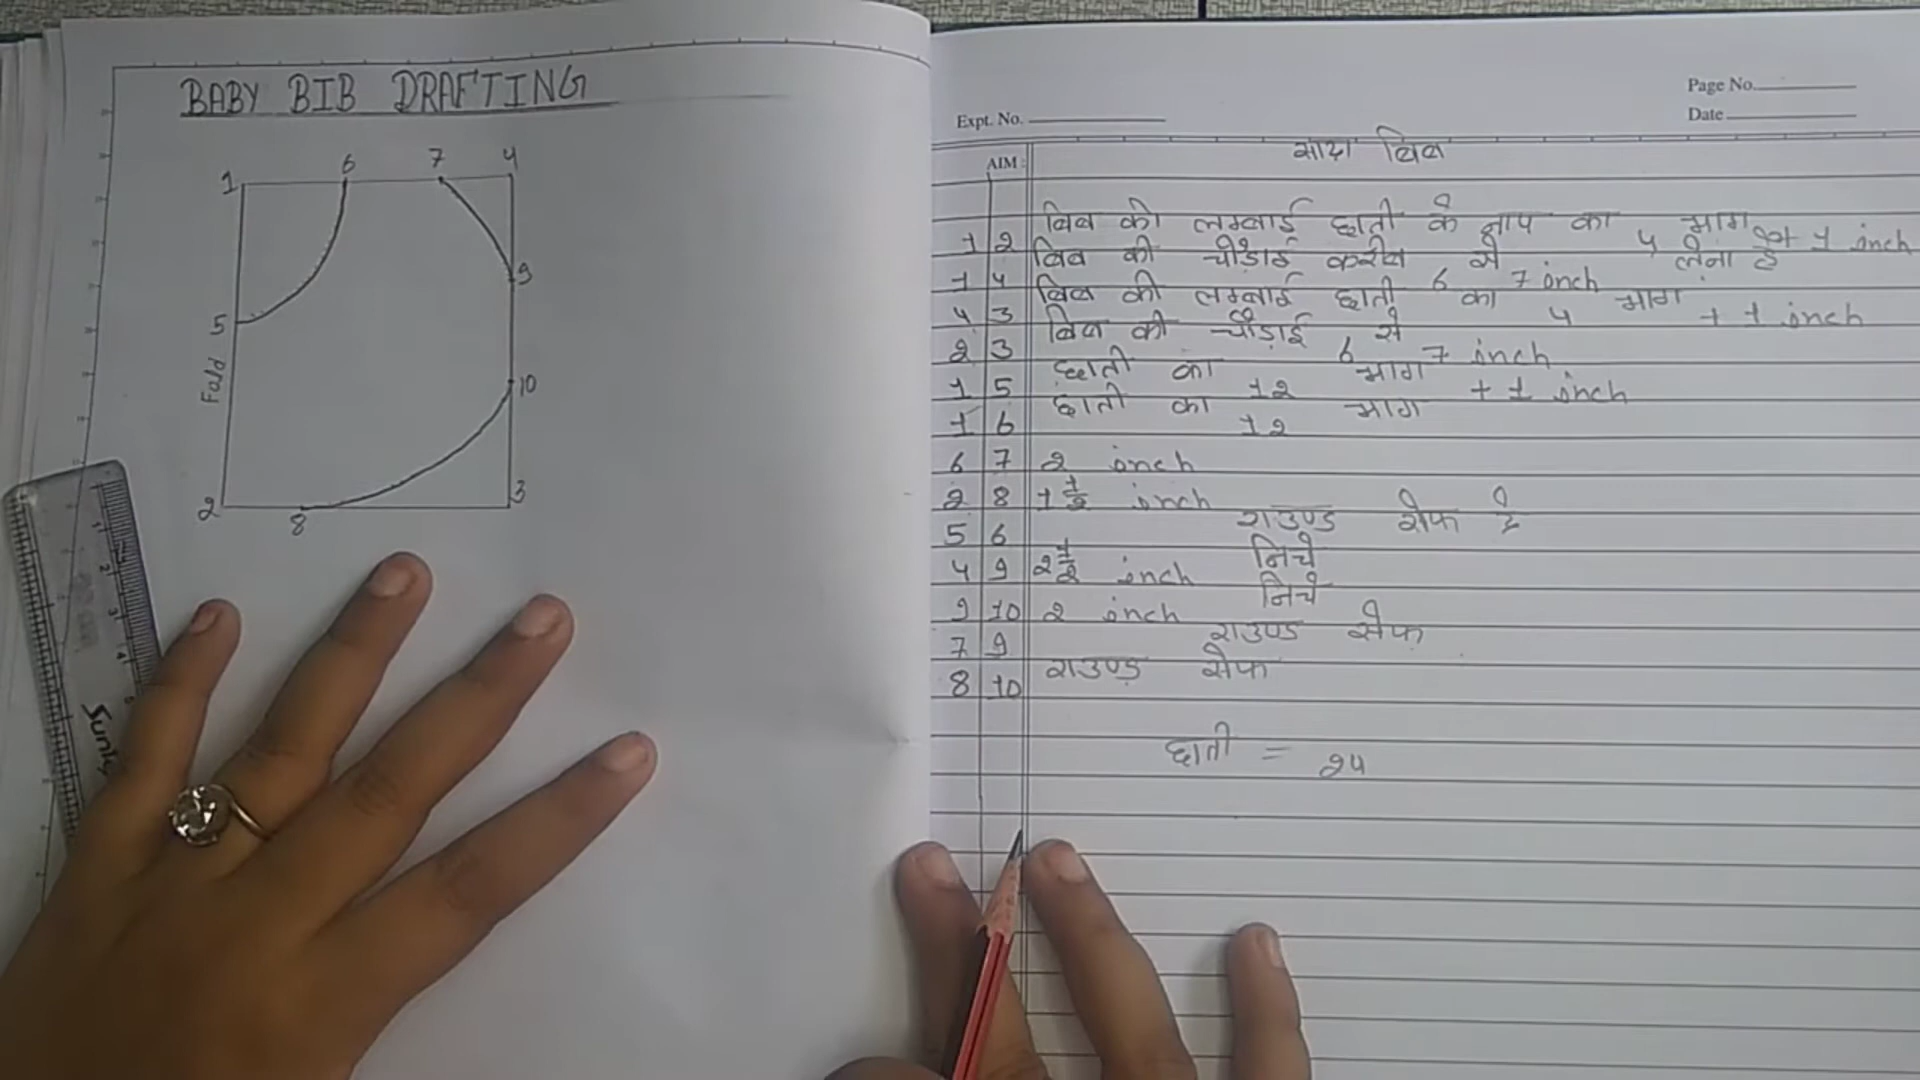 BABY BIB DRAFTING
1 6 7 4
9
5
Fold
10
2 8 3
Page No.
Expt. No.
Date
AIM :
सादा बिब
1 2 बिब की लम्बाई छाती के नाप का 4 भाग 1 inch
लेना है
1 4 बिब की चौड़ाई करीब 6 से 7 inch
4 3 बिब की लम्बाई छाती का 4 भाग + 1 inch
2 3 बिब की चौड़ाई 6 से 7 inch
1 5 छाती का 12 भाग + 1 inch
1 6 छाती का 12 भाग
6 7 2 inch
2 8 1 1/2 inch
5 6 राउण्ड शेफ दे
4 9 2 1/2 inch निचे
9 10 2 inch निचे
7 9 राउण्ड सेफ
8 10 राउण्ड सेफ
छाती = 24